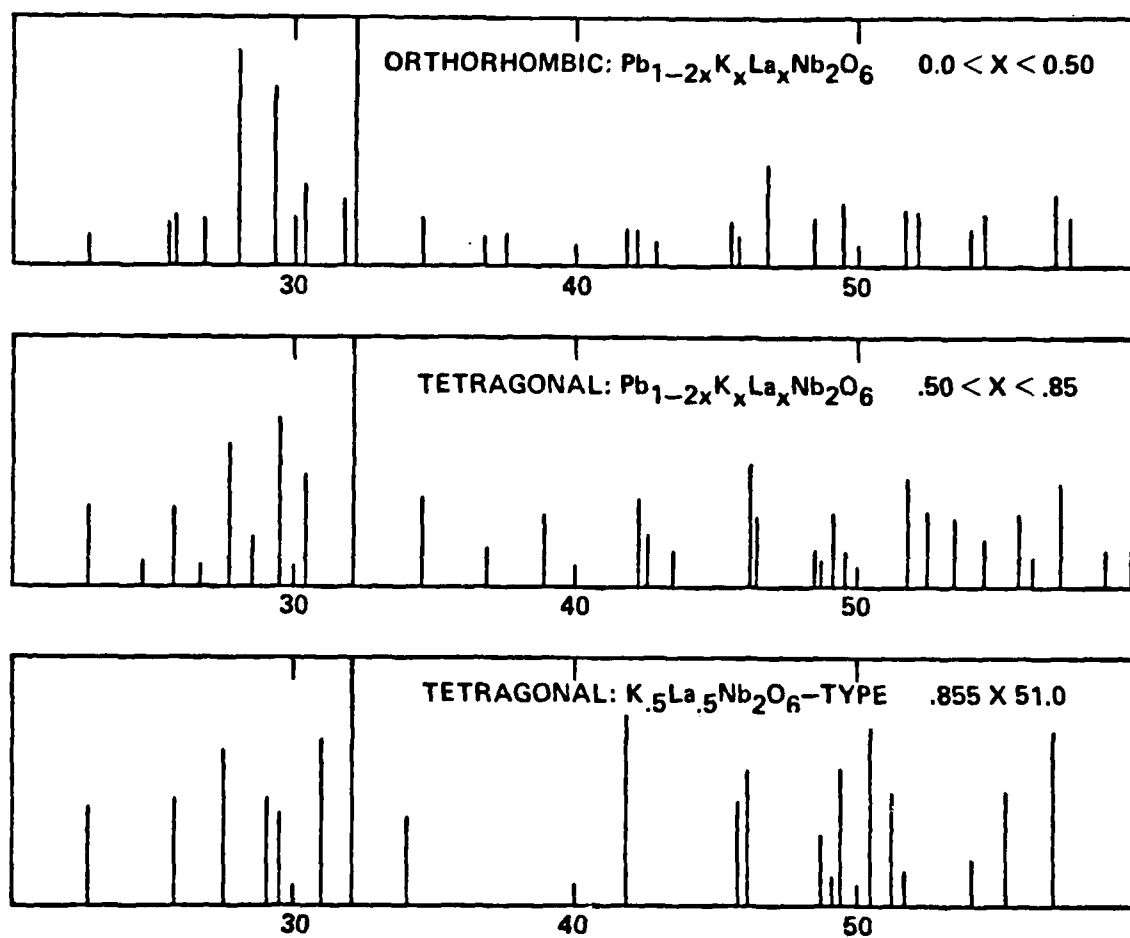 ORTHORHOMBIC: Pb₁₋₂ₓKₓLaₓNb₂O₆ 0.0 < X < 0.50
30 40 50
TETRAGONAL: Pb₁₋₂ₓKₓLaₓNb₂O₆ .50 < X < .85
30 40 50
TETRAGONAL: K.₅La.₅Nb₂O₆–TYPE .855 X 51.0
30 40 50